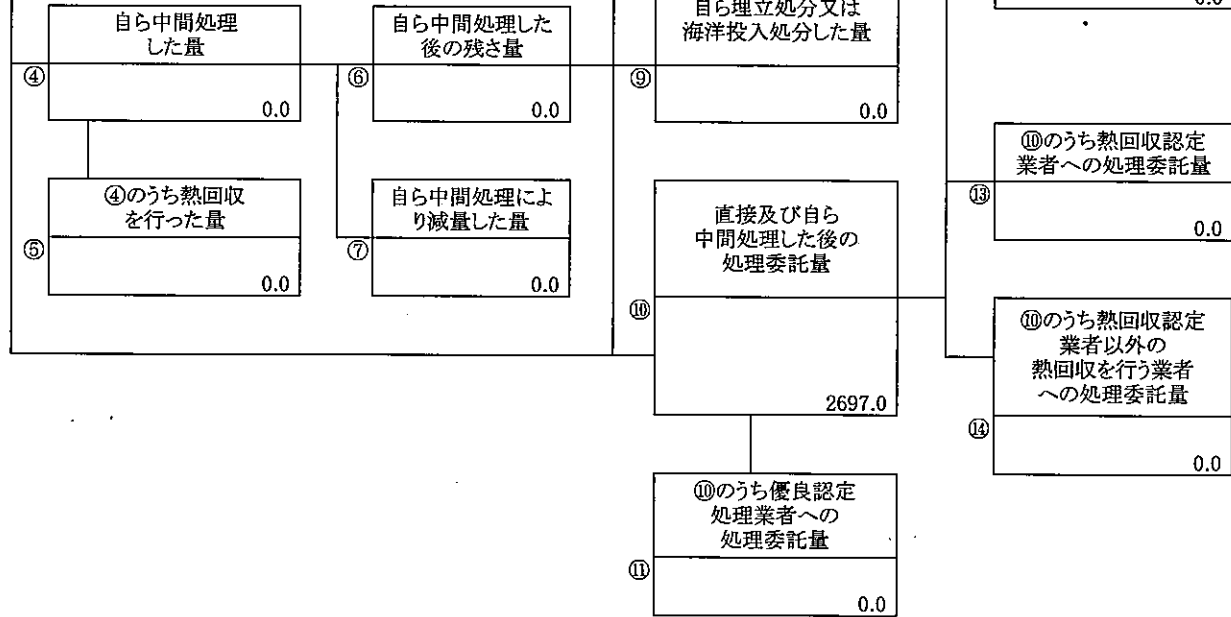 自ら中間処理
した量
④
0.0
自ら中間処理した
後の残さ量
⑥
0.0
自ら埋立処分又は
海洋投入処分した量
⑨
0.0
0.0
④のうち熱回収
を行った量
⑤
0.0
自ら中間処理によ
り減量した量
⑦
0.0
直接及び自ら
中間処理した後の
処理委託量
⑩
2697.0
⑩のうち熱回収認定
業者への処理委託量
⑬
0.0
⑩のうち熱回収認定
業者以外の
熱回収を行う業者
への処理委託量
⑭
0.0
⑩のうち優良認定
処理業者への
処理委託量
⑪
0.0